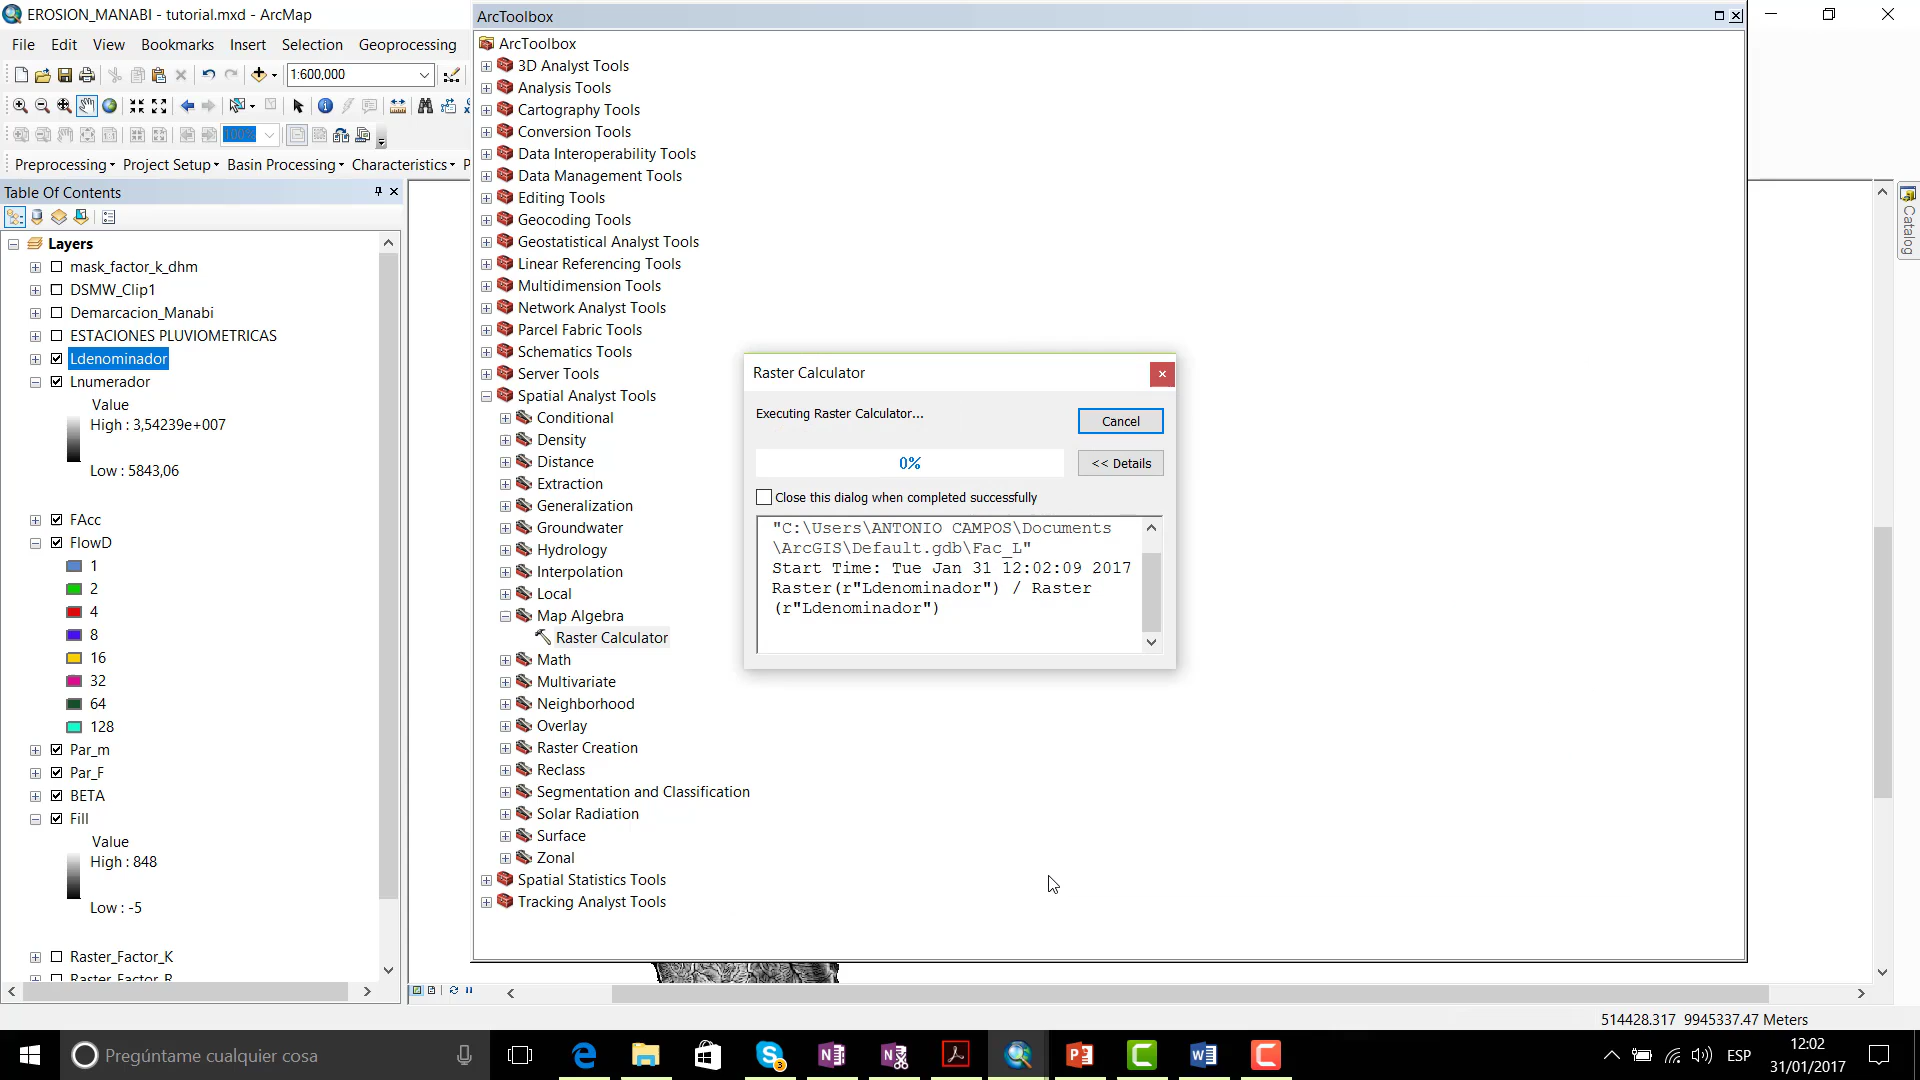 EROSION_MANABI - tutorial.mxd - ArcMap
File Edit View Bookmarks Insert Selection Geoprocessing
1:600,000
100%
Preprocessing Project Setup Basin Processing Characteristics P
Table Of Contents
Layers
mask_factor_k_dhm
DSMW_Clip1
Demarcacion_Manabi
ESTACIONES PLUVIOMETRICAS
Ldenominador
Lnumerador
Value
High : 3,54239e+007
Low : 5843,06
FAcc
FlowD
1
2
4
8
16
32
64
128
Par_m
Par_F
BETA
Fill
Value
High : 848
Low : -5
Raster_Factor_K
Raster_Factor_R
ArcToolbox
ArcToolbox
3D Analyst Tools
Analysis Tools
Cartography Tools
Conversion Tools
Data Interoperability Tools
Data Management Tools
Editing Tools
Geocoding Tools
Geostatistical Analyst Tools
Linear Referencing Tools
Multidimension Tools
Network Analyst Tools
Parcel Fabric Tools
Schematics Tools
Server Tools
Spatial Analyst Tools
Conditional
Density
Distance
Extraction
Generalization
Groundwater
Hydrology
Interpolation
Local
Map Algebra
Raster Calculator
Math
Multivariate
Neighborhood
Overlay
Raster Creation
Reclass
Segmentation and Classification
Solar Radiation
Surface
Zonal
Spatial Statistics Tools
Tracking Analyst Tools
Raster Calculator
Executing Raster Calculator...
Cancel
0%
<< Details
Close this dialog when completed successfully
"C:\Users\ANTONIO CAMPOS\Documents
\ArcGIS\Default.gdb\Fac_L"
Start Time: Tue Jan 31 12:02:09 2017
Raster(r"Ldenominador") / Raster
(r"Ldenominador")
Catalog
514428.317 9945337.47 Meters
Pregúntame cualquier cosa
3
ESP
12:02
31/01/2017